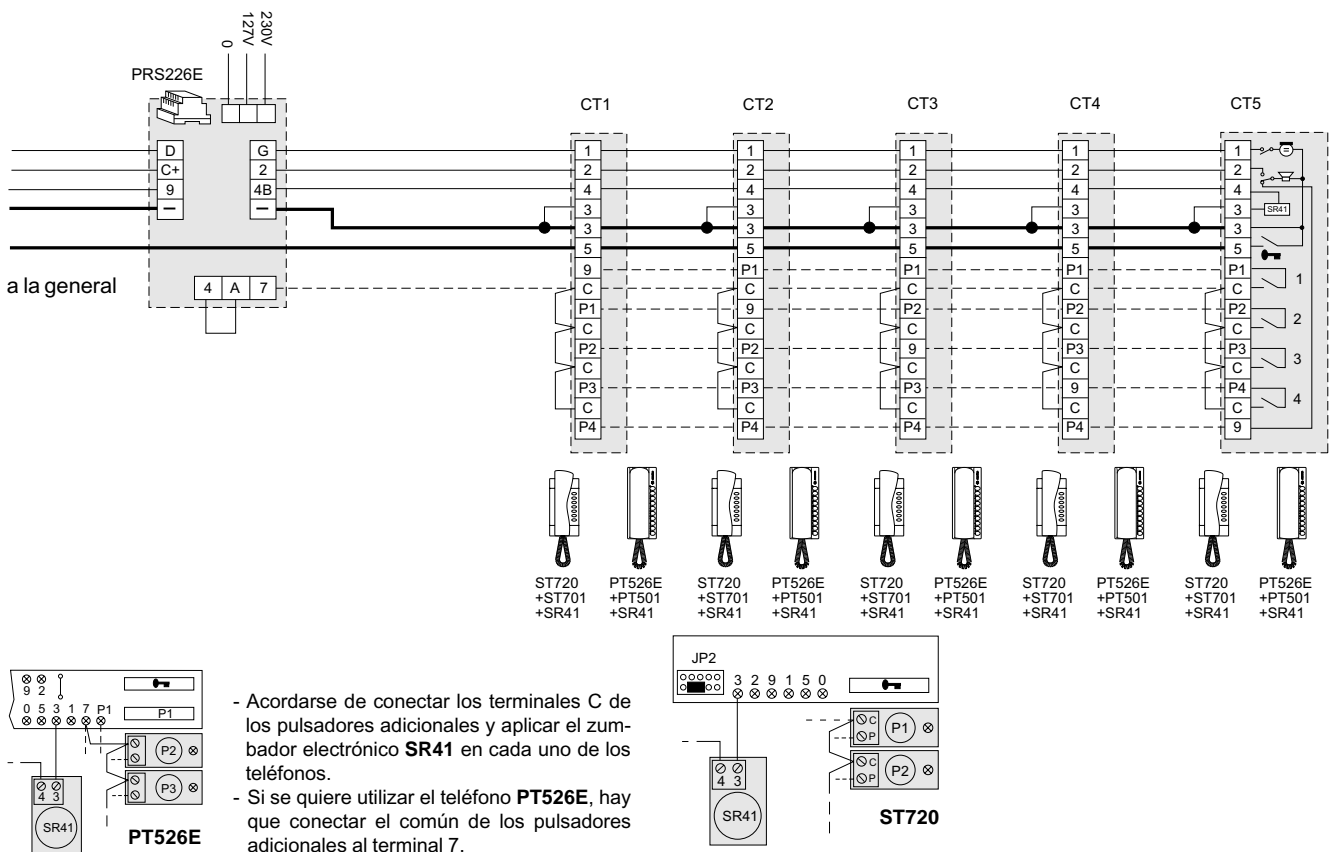 0
127V
230V
PRS226E
D
C+
9
—
G
2
4B
—
4 A 7
a la general
CT1 CT2 CT3 CT4 CT5
1 1 1 1 1
2 2 2 2 2
4 4 4 4 4
3 3 3 3 3 SR41
3 3 3 3 3
5 5 5 5 5
9 P1 P1 P1 P1 1
C C C C C
P1 9 P2 P2 P2 2
C C C C C
P2 P2 9 P3 P3 3
C C C C C
P3 P3 P3 9 P4 4
C C C C C
P4 P4 P4 P4 9
ST720 PT526E ST720 PT526E ST720 PT526E ST720 PT526E ST720 PT526E
+ST701 +PT501 +ST701 +PT501 +ST701 +PT501 +ST701 +PT501 +ST701 +PT501
+SR41 +SR41 +SR41 +SR41 +SR41 +SR41 +SR41 +SR41 +SR41 +SR41
9 2
0 5 3 1 7 P1
P1
P2
P3
4 3
SR41
PT526E
- Acordarse de conectar los terminales C de
los pulsadores adicionales y aplicar el zum-
bador electrónico SR41 en cada uno de los
teléfonos.
- Si se quiere utilizar el teléfono PT526E, hay
que conectar el común de los pulsadores
adicionales al terminal 7.
JP2
3 2 9 1 5 0
C
P
P1
C
P
P2
4 3
SR41
ST720